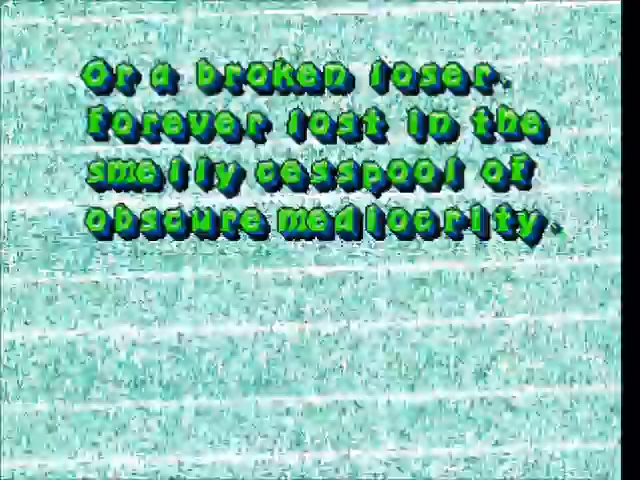 Or a broken loser.
Forever lost in the
smelly cesspool of
obscure mediocrity.